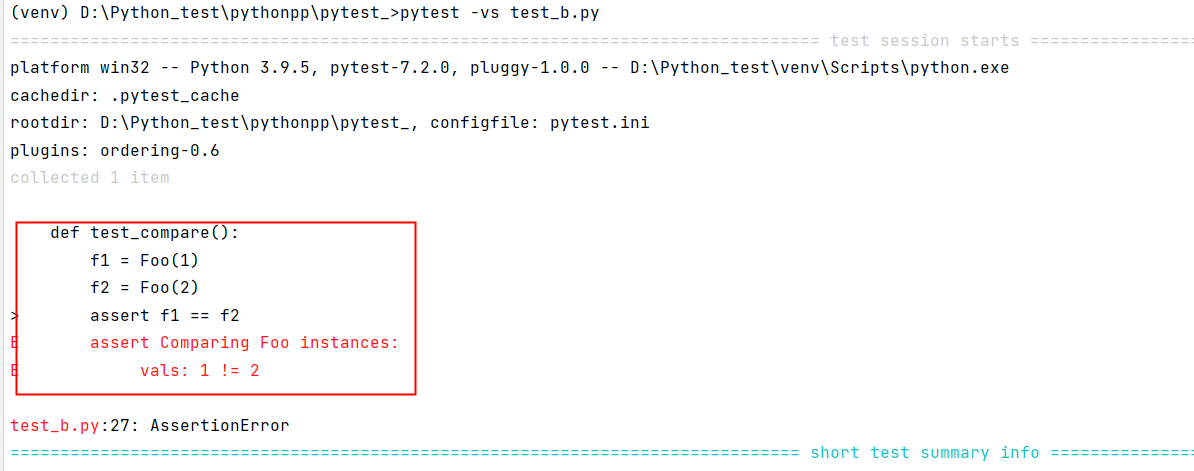 (venv) D:\Python_test\pythonpp\pytest_>pytest -vs test_b.py
================================================================================= test session starts =================
platform win32 -- Python 3.9.5, pytest-7.2.0, pluggy-1.0.0 -- D:\Python_test\venv\Scripts\python.exe
cachedir: .pytest_cache
rootdir: D:\Python_test\pythonpp\pytest_, configfile: pytest.ini
plugins: ordering-0.6
collected 1 item
def test_compare():
f1 = Foo(1)
f2 = Foo(2)
> assert f1 == f2
E assert Comparing Foo instances:
E vals: 1 != 2
test_b.py:27: AssertionError
=============================================================================== short test summary info ===============